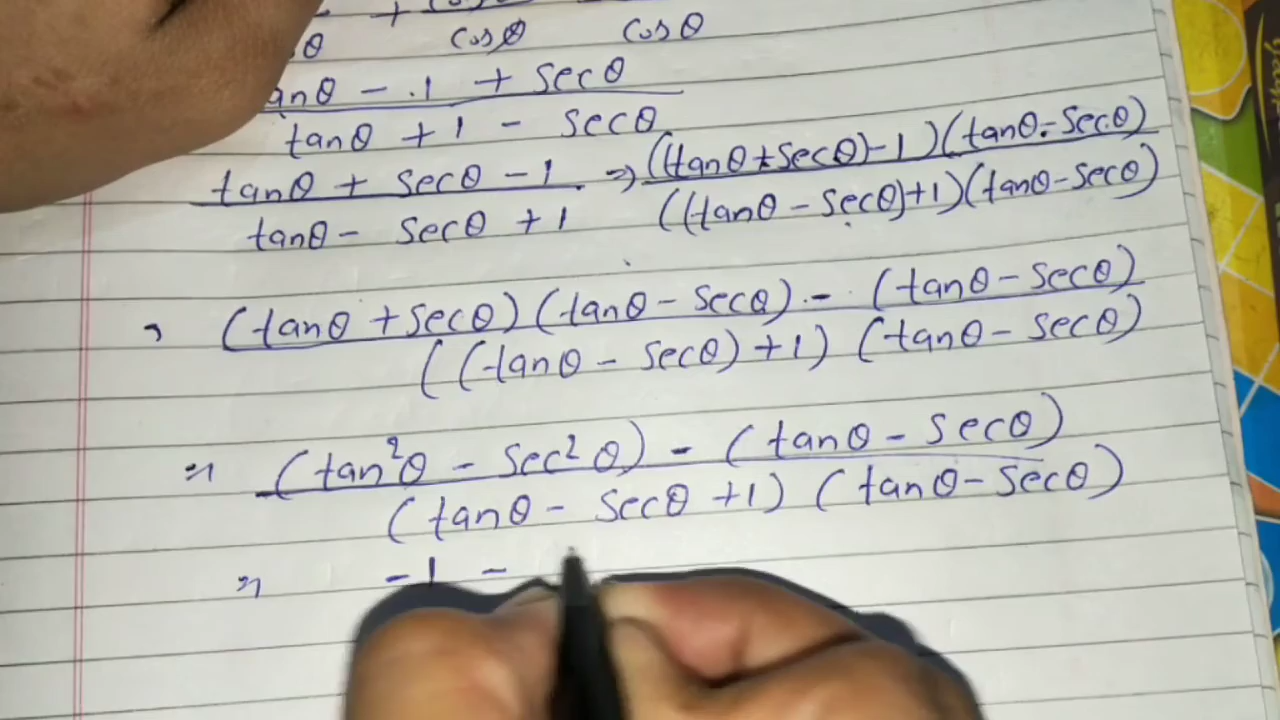 θ + cosθ cosθ
anθ - 1 + secθ
tanθ + 1 - secθ
tanθ + secθ - 1 ⇒ ((tanθ + secθ) - 1) (tanθ - secθ)
tanθ - secθ + 1 ((tanθ - secθ) + 1) (tanθ - secθ)
(tanθ + secθ) (tanθ - secθ) - (tanθ - secθ)
((tanθ - secθ) + 1) (tanθ - secθ)
(tan²θ - sec²θ) - (tanθ - secθ)
(tanθ - secθ + 1) (tanθ - secθ)
-1 -